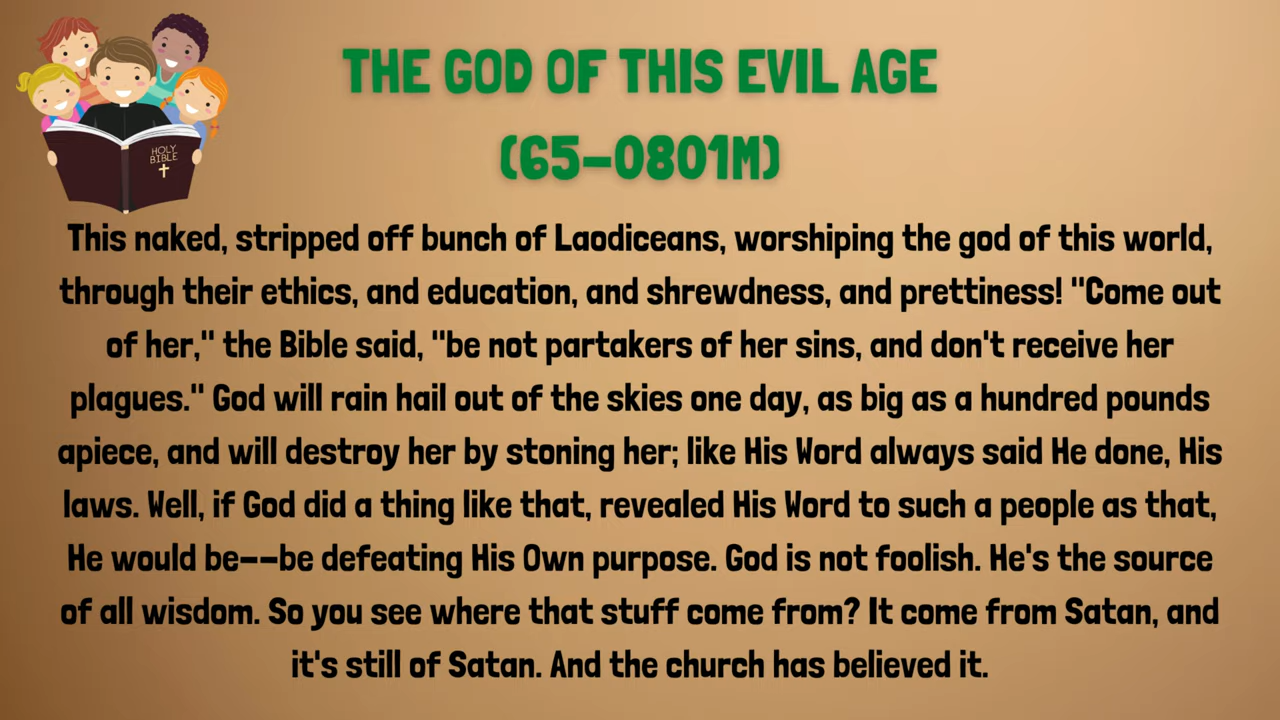 THE GOD OF THIS EVIL AGE
(65-0801M)
HOLY
BIBLE
This naked, stripped off bunch of Laodiceans, worshiping the god of this world,
through their ethics, and education, and shrewdness, and prettiness! "Come out
of her," the Bible said, "be not partakers of her sins, and don't receive her
plagues." God will rain hail out of the skies one day, as big as a hundred pounds
apiece, and will destroy her by stoning her; like His Word always said He done, His
laws. Well, if God did a thing like that, revealed His Word to such a people as that,
He would be--be defeating His Own purpose. God is not foolish. He's the source
of all wisdom. So you see where that stuff come from? It come from Satan, and
it's still of Satan. And the church has believed it.